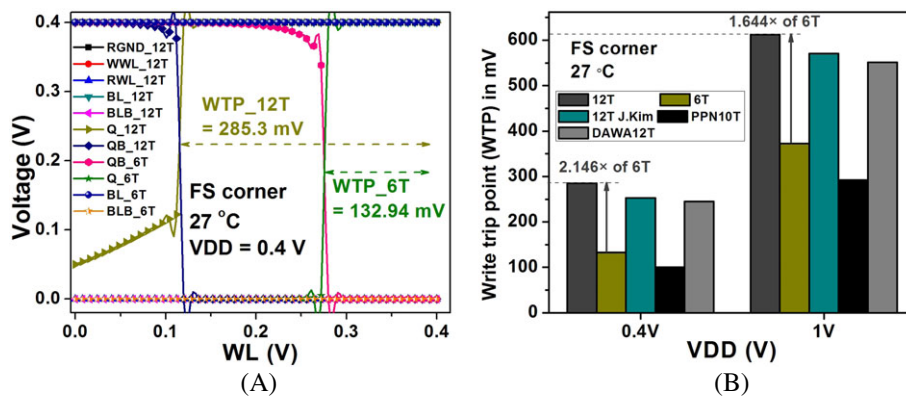 0.4
0.3
0.2
0.1
0.0
Voltage (V)
RGND_12T
WWL_12T
RWL_12T
BL_12T
BLB_12T
Q_12T
QB_12T
QB_6T
Q_6T
BL_6T
BLB_6T
WTP_12T
= 285.3 mV
FS corner
27 °C
VDD = 0.4 V
WTP_6T
= 132.94 mV
0.0 0.1 0.2 0.3 0.4
WL (V)
(A)
600
500
400
300
200
100
0
Write trip point (WTP) in mV
1.644× of 6T
FS corner
27 °C
12T 6T
12T J.Kim PPN10T
DAWA12T
2.146× of 6T
0.4V 1V
VDD (V)
(B)